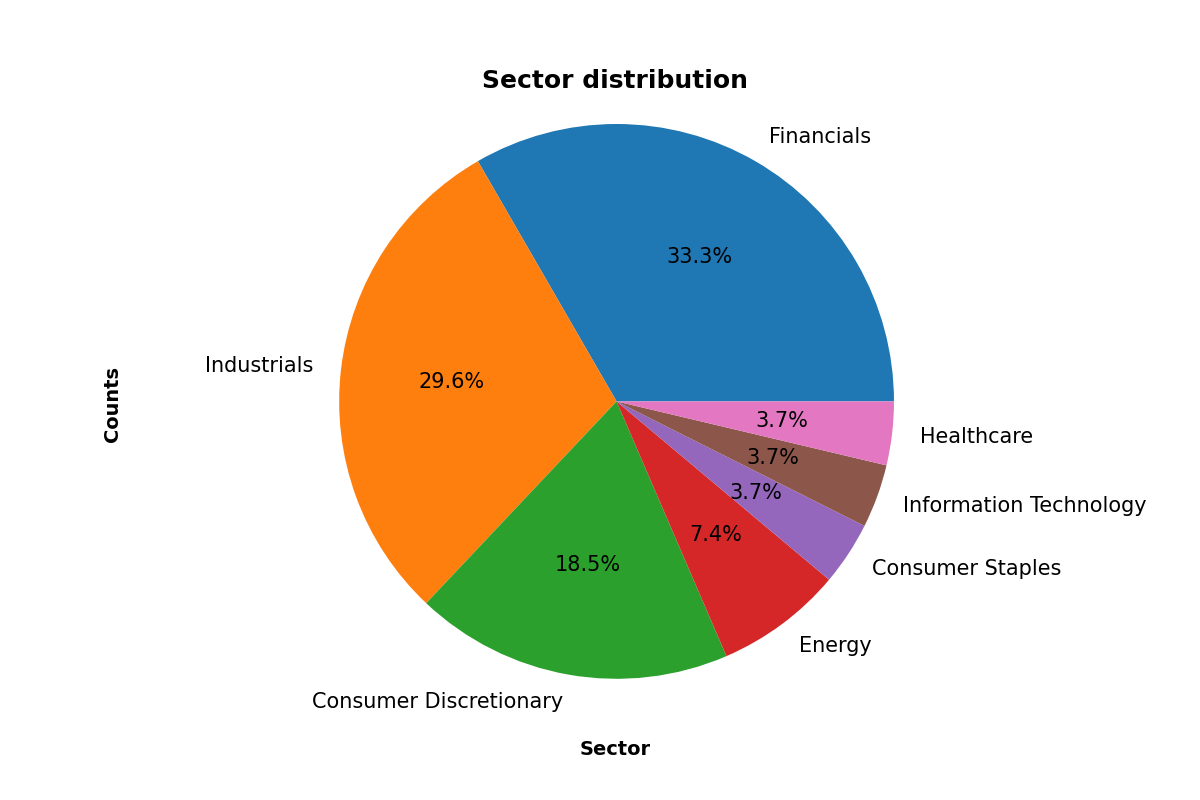 Sector distribution
Financials
33.3%
Industrials
29.6%
Counts
3.7%
Healthcare
3.7%
Information Technology
3.7%
Consumer Staples
7.4%
Energy
18.5%
Consumer Discretionary
Sector